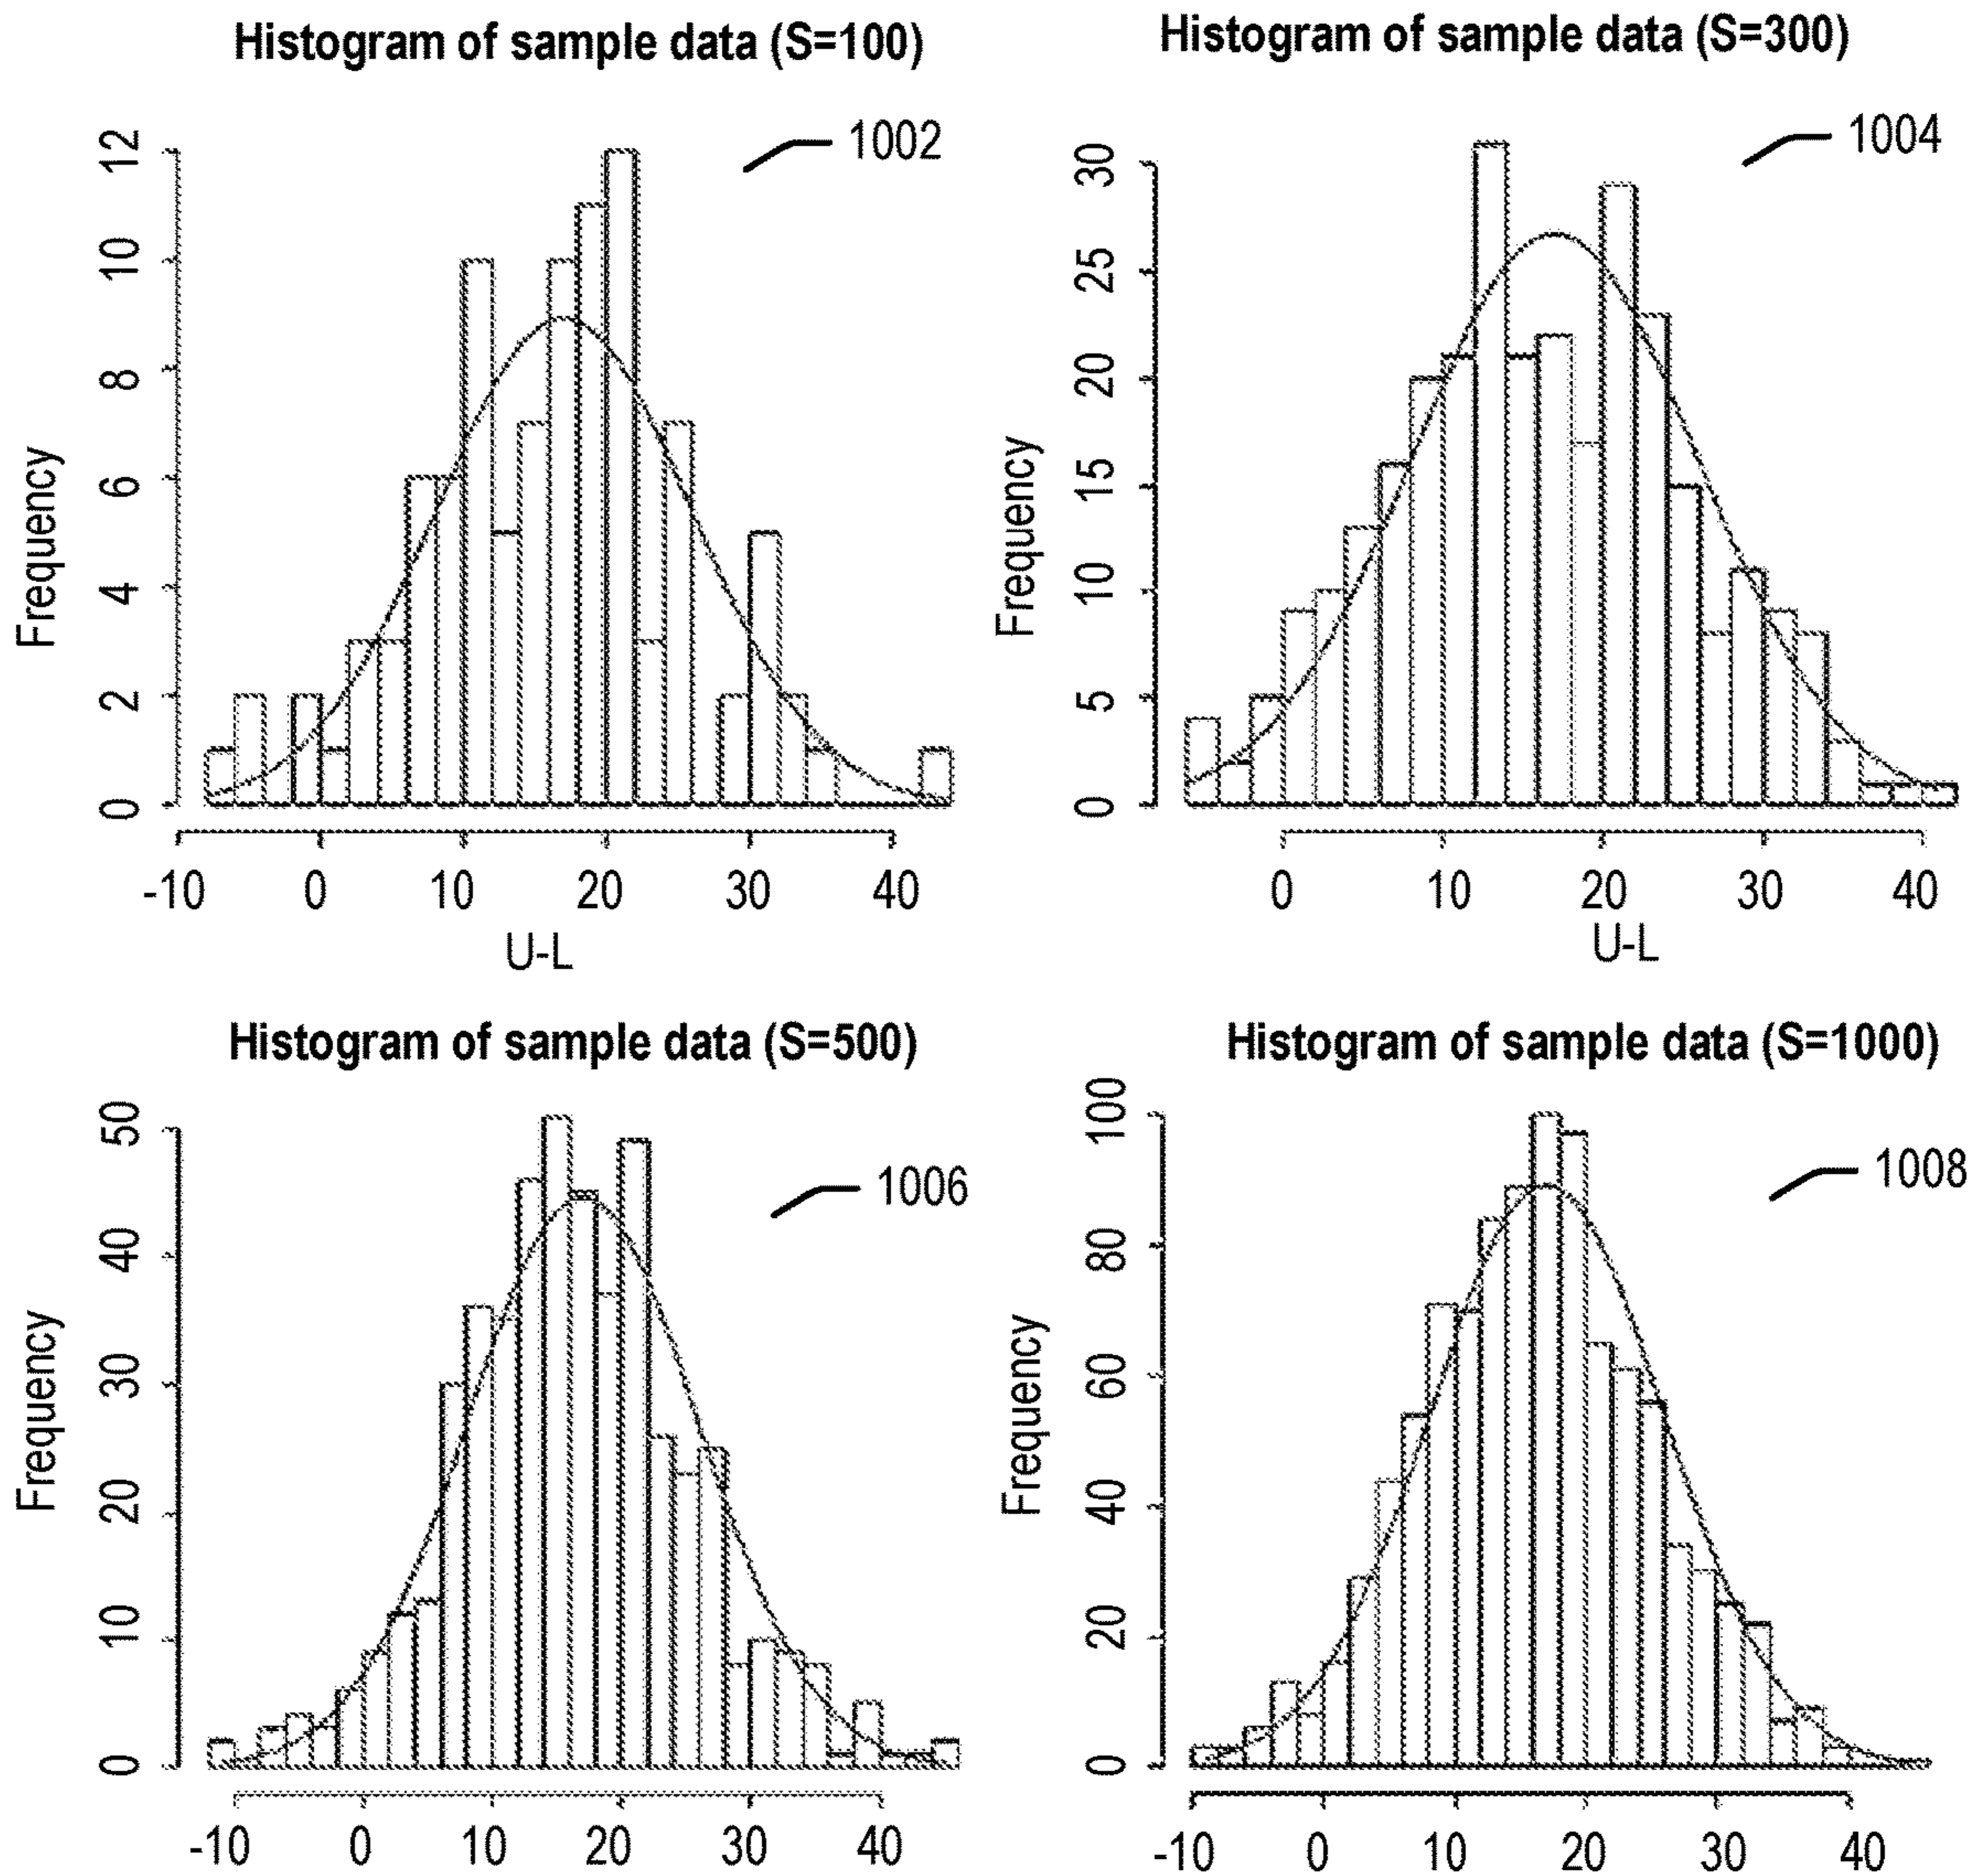 Histogram of sample data (S=100)
1002
Frequency
0 2 4 6 8 10 12
-10 0 10 20 30 40
U-L
Histogram of sample data (S=300)
1004
Frequency
0 5 10 15 20 25 30
0 10 20 30 40
U-L
Histogram of sample data (S=500)
1006
Frequency
0 10 20 30 40 50
-10 0 10 20 30 40
Histogram of sample data (S=1000)
1008
Frequency
0 20 40 60 80 100
-10 0 10 20 30 40